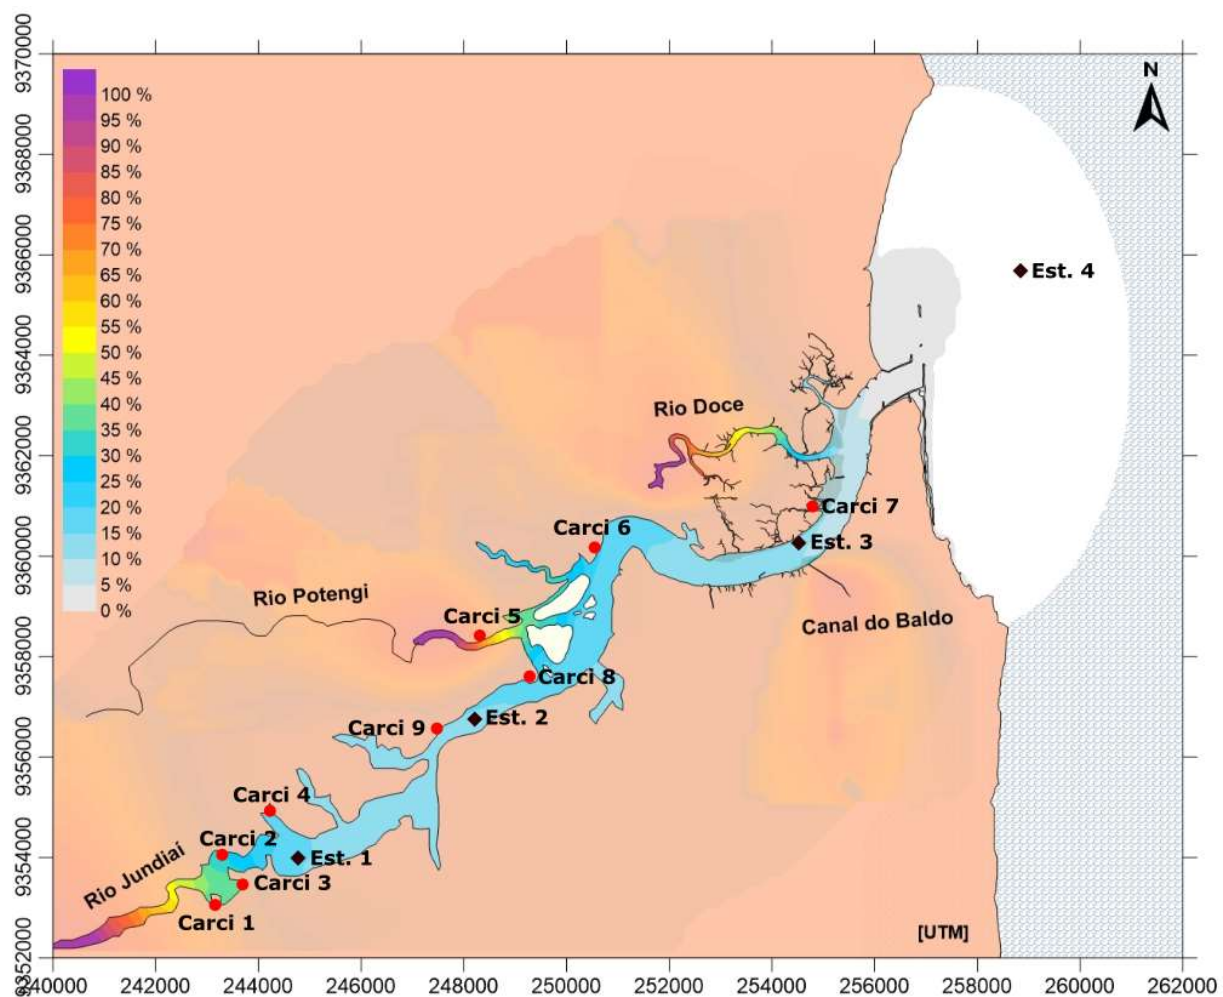 9370000
N
100 %
95 %
90 %
85 %
80 %
75 %
70 %
65 %
60 %
55 %
50 %
45 %
40 %
35 %
30 %
25 %
20 %
15 %
10 %
5 %
0 %
9368000
9366000
9364000
9362000
9360000
9358000
9356000
9354000
9352000
Est. 4
Rio Doce
Carci 7
Carci 6
Est. 3
Rio Potengi
Carci 5
Canal do Baldo
Carci 8
Est. 2
Carci 9
Carci 4
Carci 2
Est. 1
Rio Jundiaí
Carci 3
Carci 1
[UTM]
240000 242000 244000 246000 248000 250000 252000 254000 256000 258000 260000 262000